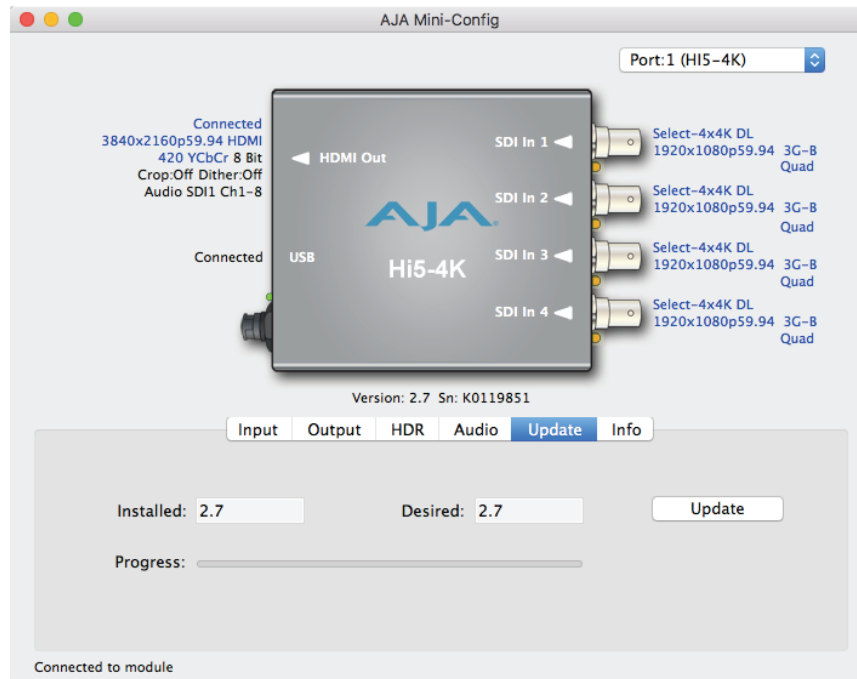 AJA Mini-Config
Port:1 (HI5-4K)
Connected
3840x2160p59.94 HDMI
420 YCbCr 8 Bit
Crop:Off Dither:Off
Audio SDI1 Ch1-8
Connected
HDMI Out
USB
AJA
Hi5-4K
SDI In 1
SDI In 2
SDI In 3
SDI In 4
Select-4x4K DL
1920x1080p59.94 3G-B
Quad
Select-4x4K DL
1920x1080p59.94 3G-B
Quad
Select-4x4K DL
1920x1080p59.94 3G-B
Quad
Select-4x4K DL
1920x1080p59.94 3G-B
Quad
Version: 2.7 Sn: K0119851
Input Output HDR Audio Update Info
Installed: 2.7 Desired: 2.7 Update
Progress:
Connected to module